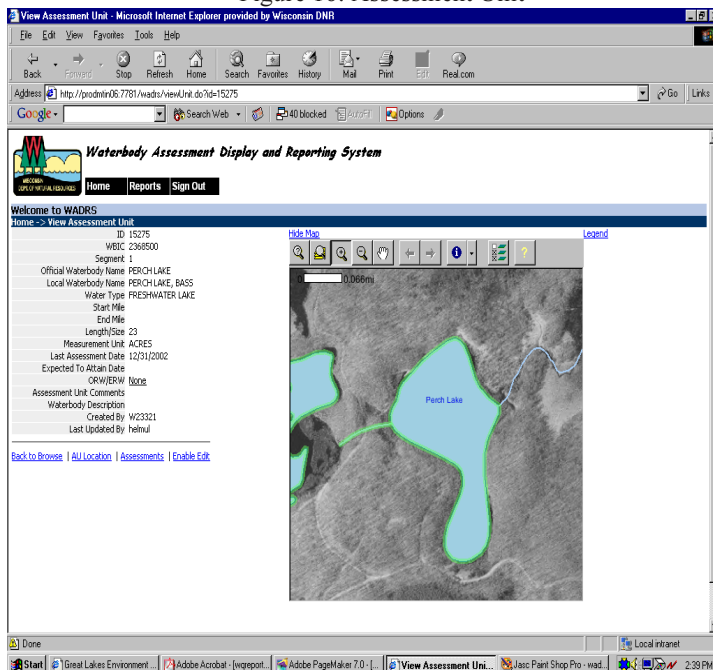 Figure 10: Assessment Unit
View Assessment Unit - Microsoft Internet Explorer provided by Wisconsin DNR
File Edit View Favorites Tools Help
Back Forward Stop Refresh Home Search Favorites History Mail Print Edit Real.com
Address http://prodmtin06.7781/wadrs/viewUnit.do?id=15275 Go Links
Google Search Web 40 blocked AutoFill Options
Waterbody Assessment Display and Reporting System
WISCONSIN
DEPT. OF NATURAL RESOURCES
Home Reports Sign Out
Welcome to WADRS
Home -> View Assessment Unit
ID 15275
WBIC 2368500
Segment 1
Official Waterbody Name PERCH LAKE
Local Waterbody Name PERCH LAKE, BASS
Water Type FRESHWATER LAKE
Start Mile
End Mile
Length/Size 23
Measurement Unit ACRES
Last Assessment Date 12/31/2002
Expected To Attain Date
ORW/ERW None
Assessment Unit Comments
Waterbody Description
Created By W23321
Last Updated By helmul
Back to Browse | AU Location | Assessments | Enable Edit
Hide Map Legend
0 0.066mi
Perch Lake
Done Local intranet
Start Great Lakes Environment ... Adobe Acrobat - [wqreport... Adobe PageMaker 7.0 - [... View Assessment Uni... Jasc Paint Shop Pro - wad... 2:39 PM